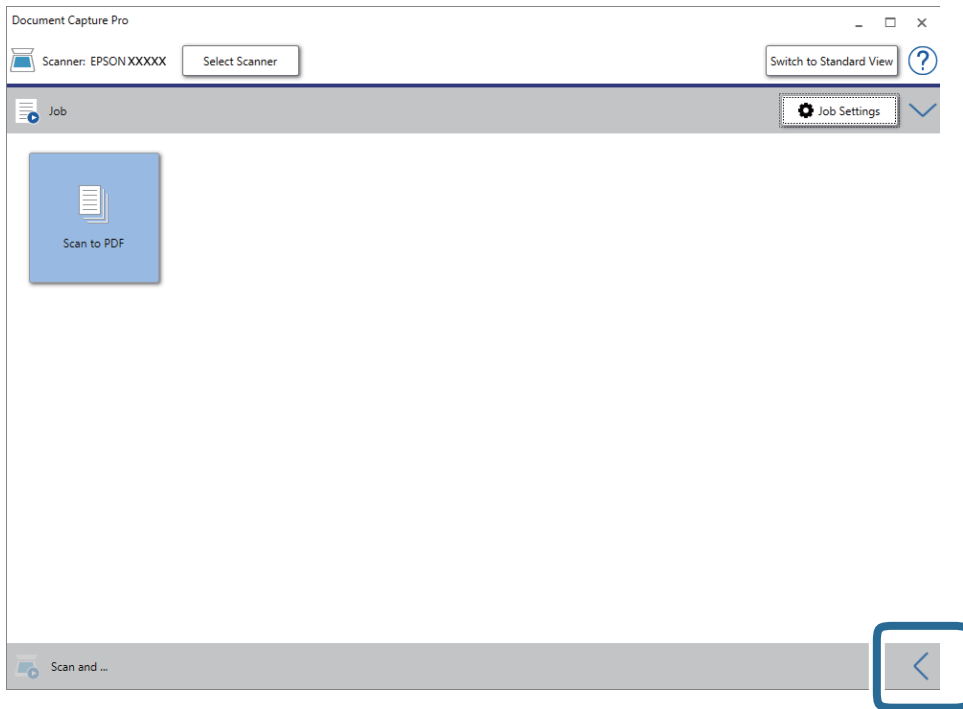 Document Capture Pro
Scanner: EPSON XXXXX Select Scanner Switch to Standard View ?
Job Job Settings
Scan to PDF
Scan and ...